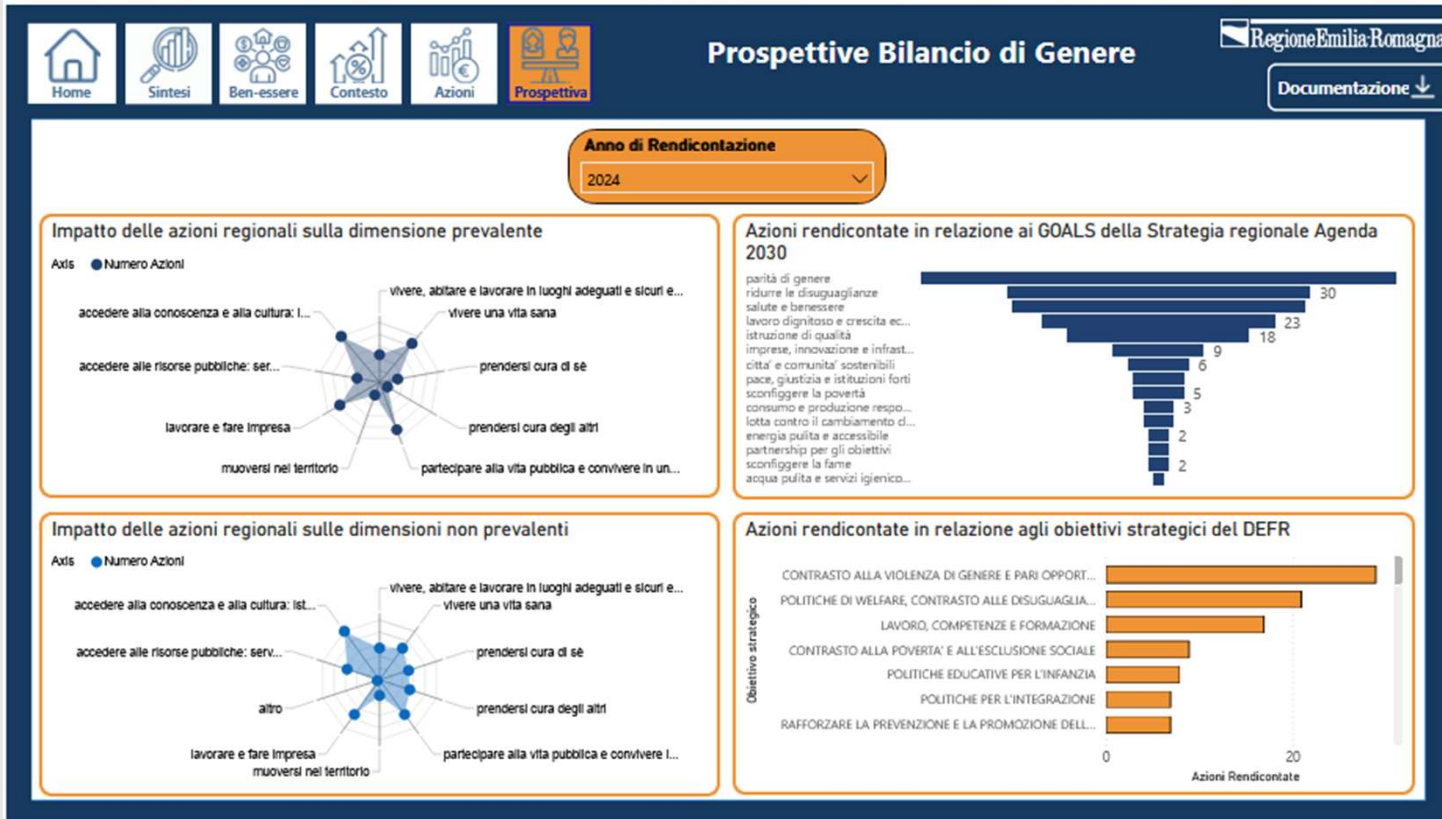 Home
Sintesi
Ben-essere
Contesto
Azioni
Prospettiva
Prospettive Bilancio di Genere
RegioneEmilia-Romagna
Documentazione
Anno di Rendicontazione
2024
Impatto delle azioni regionali sulla dimensione prevalente
Axis
Numero Azioni
vivere, abitare e lavorare in luoghi adeguati e sicuri e...
accedere alla conoscenza e alla cultura: i...
vivere una vita sana
accedere alle risorse pubbliche: ser...
prendersi cura di sè
lavorare e fare impresa
prendersi cura degli altri
muoversi nel territorio
partecipare alla vita pubblica e convivere in un...
Azioni rendicontate in relazione ai GOALS della Strategia regionale Agenda
2030
parità di genere
ridurre le disuguaglianze
30
salute e benessere
lavoro dignitoso e crescita ec...
23
istruzione di qualità
18
imprese, innovazione e infrast...
9
citta' e comunita' sostenibili
6
pace, giustizia e istituzioni forti
sconfiggere la povertà
5
consumo e produzione respo...
3
lotta contro il cambiamento cl...
energia pulita e accessibile
2
partnership per gli obiettivi
sconfiggere la fame
2
acqua pulita e servizi igienico...
Impatto delle azioni regionali sulle dimensioni non prevalenti
Axis
Numero Azioni
vivere, abitare e lavorare in luoghi adeguati e sicuri e...
accedere alla conoscenza e alla cultura: ist...
vivere una vita sana
accedere alle risorse pubbliche: serv...
prendersi cura di sè
altro
prendersi cura degli altri
lavorare e fare impresa
partecipare alla vita pubblica e convivere i...
muoversi nel territorio
Azioni rendicontate in relazione agli obiettivi strategici del DEFR
Obiettivo strategico
CONTRASTO ALLA VIOLENZA DI GENERE E PARI OPPORT...
POLITICHE DI WELFARE, CONTRASTO ALLE DISUGUAGLIA...
LAVORO, COMPETENZE E FORMAZIONE
CONTRASTO ALLA POVERTA' E ALL'ESCLUSIONE SOCIALE
POLITICHE EDUCATIVE PER L'INFANZIA
POLITICHE PER L'INTEGRAZIONE
RAFFORZARE LA PREVENZIONE E LA PROMOZIONE DELL...
0
20
Azioni Rendicontate